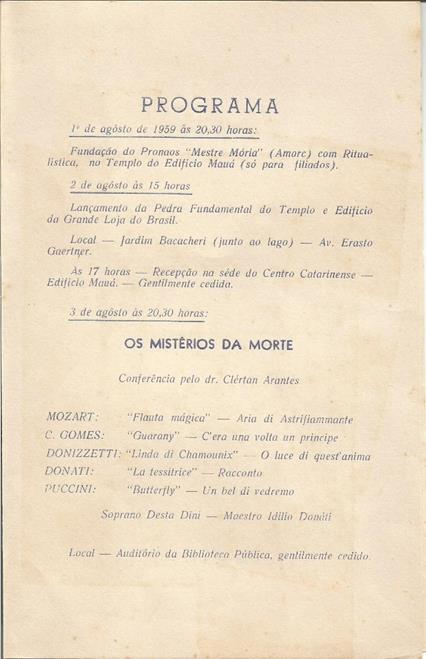 PROGRAMA
1º de agôsto de 1959 às 20,30 horas:
Fundação do Pronaos "Mestre Mória" (Amorc) com Ritua-
lística, no Templo do Edifício Mauá (só para filiados).
2 de agôsto às 15 horas
Lançamento da Pedra Fundamental do Templo e Edifício
da Grande Loja do Brasil.
Local — Jardim Bacacheri (junto ao lago) — Av. Erasto
Gaertner.
Às 17 horas — Recepção na séde do Centro Catarinense —
Edifício Mauá. — Gentilmente cedida.
3 de agôsto às 20,30 horas:
OS MISTÉRIOS DA MORTE
Conferência pelo dr. Clértan Arantes
MOZART: "Flauta mágica" — Aria di Astrifiammante
C. GOMES: "Guarany" — C'era una volta un principe
DONIZZETTI: "Linda di Chamounix" — O luce di quest'anima
DONATI: "La tessitrice" — Racconto
PUCCINI: "Butterfly" — Un bel di vedremo
Soprano Desta Dini — Maestro Idílio Donáti
Local — Auditório da Biblioteca Pública, gentilmente cedido.